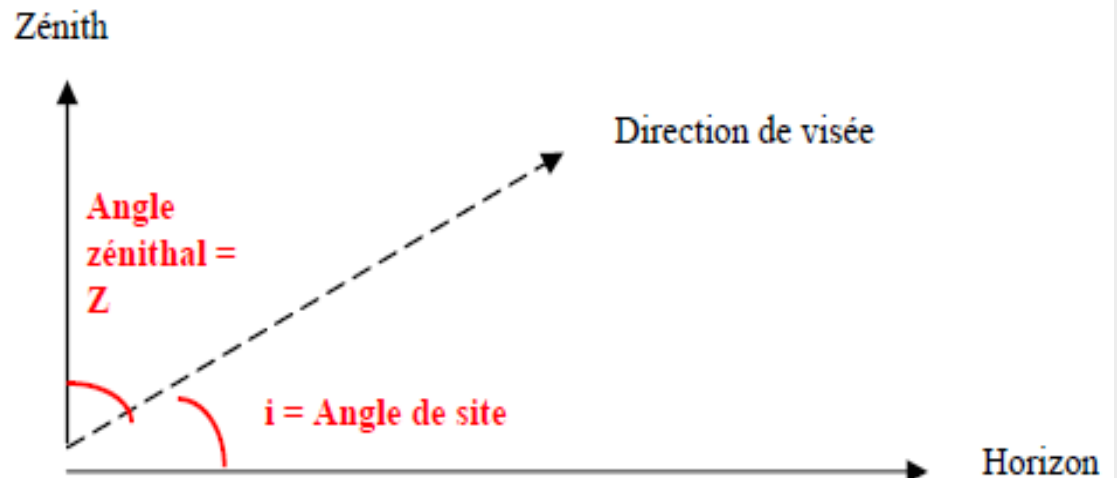 Zénith
Direction de visée
Angle
zénithal =
Z
i = Angle de site
Horizon